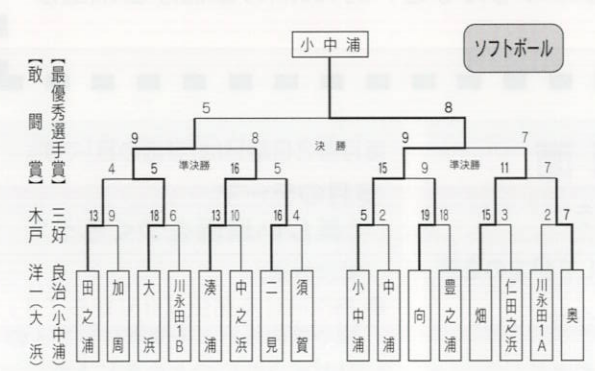 小中浦
ソフトボール
【最優秀選手賞】 三好 良治(小中浦)
【敢闘賞】 木戸 洋一(大浜)
5 8
決勝
9 8 9 7
準決勝 準決勝
4 5 16 5 15 9 11 7
13 9 18 6 13 10 16 4 5 2 19 18 15 3 2 7
田之浦
加周
大浜
川永田1B
湊浦
中之浜
二見
須賀
小中浦
中浦
向
豊之浦
畑
仁田之浜
川永田1A
奥